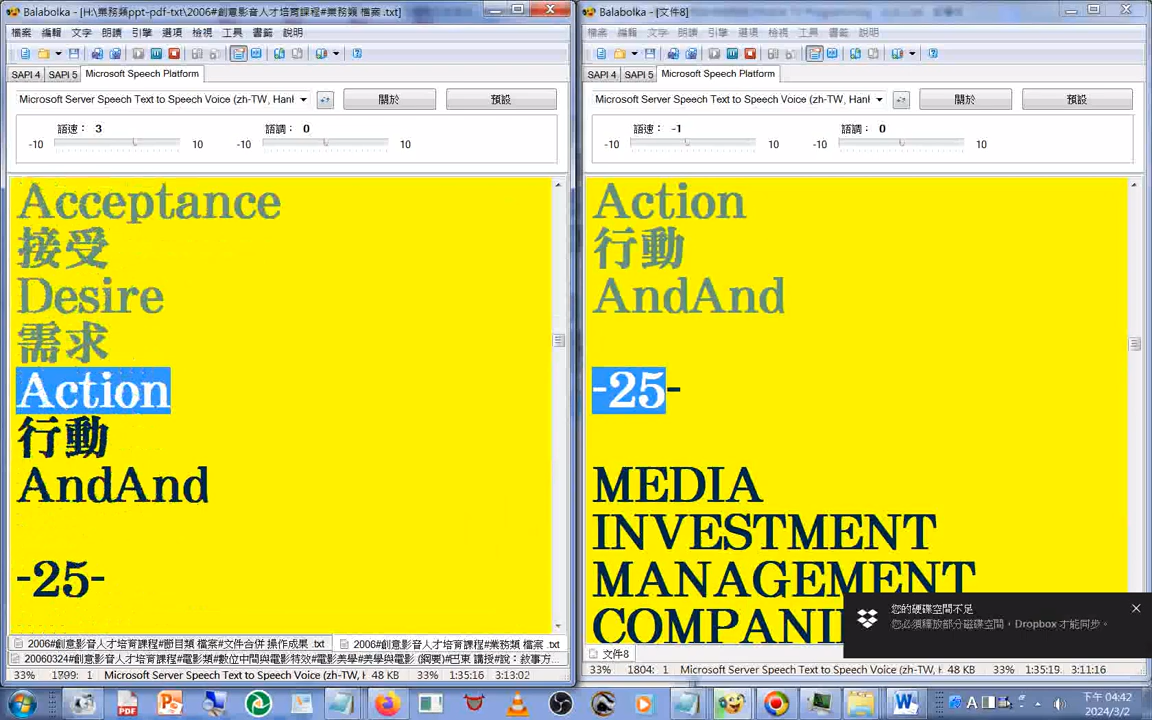 Balabolka - [H:\業務類ppt-pdf-txt\2006#創意影音人才培育課程#業務類 檔案 .txt]
檔案 編輯 文字 朗讀 引擎 選項 檢視 工具 書籤 說明
SAPI 4 SAPI 5 Microsoft Speech Platform
Microsoft Server Speech Text to Speech Voice (zh-TW, Hanl
關於
預設
語速： 3
語調： 0
-10 10 -10 10
Acceptance
接受
Desire
需求
Action
行動
AndAnd
-25-
2006#創意影音人才培育課程#節目類 檔案#文件合併 操作成果 .txt
2006#創意影音人才培育課程#業務類 檔案 .txt
20060324#創意影音人才培育課程#電影類#數位中間與電影特效#電影美學#美學與電影 (綱要)#巴東 講授#說：敘事方...
33% 1799: 1 Microsoft Server Speech Text to Speech Voice (zh-TW, H 48 KB 1:35:16 3:13:02
Balabolka - [文件8]
檔案 編輯 文字 朗讀 引擎 選項 檢視 工具 書籤 說明
SAPI 4 SAPI 5 Microsoft Speech Platform
Microsoft Server Speech Text to Speech Voice (zh-TW, Hanl
關於
預設
語速： -1
語調： 0
-10 10 -10 10
Action
行動
AndAnd
-25-
MEDIA
INVESTMENT
MANAGEMENT
COMPANI
文件8
33% 1804: 1 Microsoft Server Speech Text to Speech Voice (zh-TW, H 48 KB 1:35:19 3:11:16
您的硬碟空間不足
您必須釋放部分磁碟空間，Dropbox 才能同步。
PDF
A
下午 04:42
2024/3/2